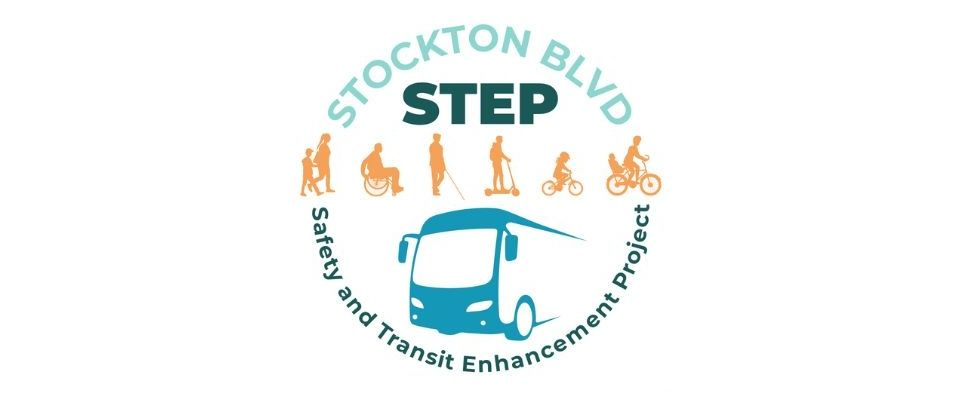 STOCKTON BLVD
STEP
Safety and Transit Enhancement Project